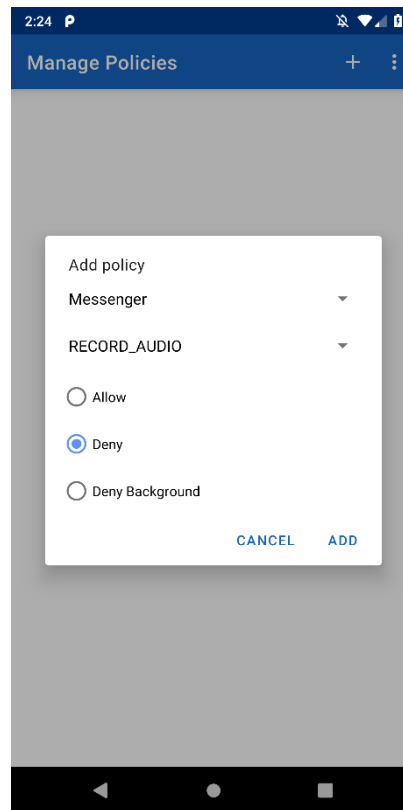 2:24
Manage Policies
Add policy
Messenger
RECORD_AUDIO
Allow
Deny
Deny Background
CANCEL ADD